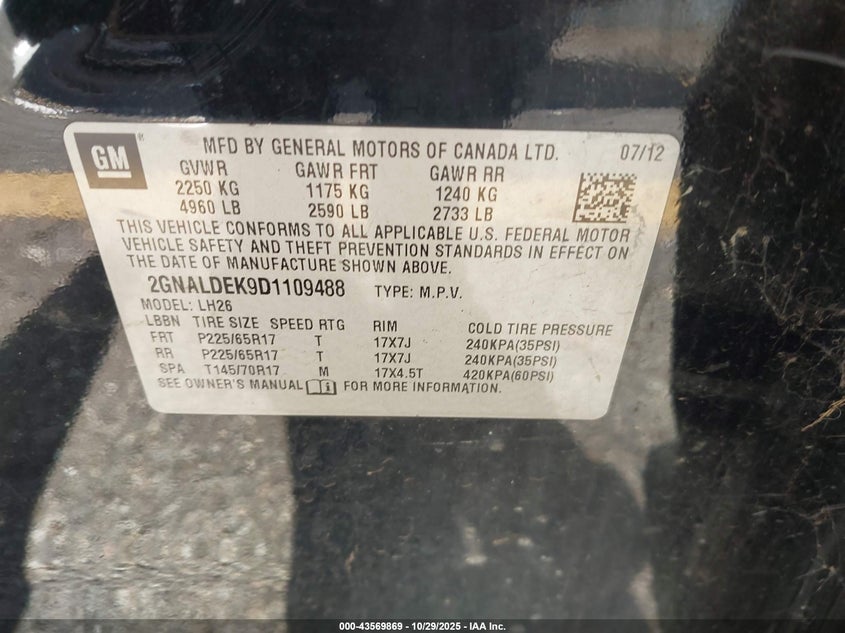 GM ® MFD BY GENERAL MOTORS OF CANADA LTD. 07/12
GVWR GAWR FRT GAWR RR
2250 KG 1175 KG 1240 KG
4960 LB 2590 LB 2733 LB
THIS VEHICLE CONFORMS TO ALL APPLICABLE U.S. FEDERAL MOTOR
VEHICLE SAFETY AND THEFT PREVENTION STANDARDS IN EFFECT ON
THE DATE OF MANUFACTURE SHOWN ABOVE.
2GNALDEK9D1109488 TYPE: M.P.V.
MODEL: LH26
LBBN TIRE SIZE SPEED RTG RIM COLD TIRE PRESSURE
FRT P225/65R17 T 17X7J 240KPA(35PSI)
RR P225/65R17 T 17X7J 240KPA(35PSI)
SPA T145/70R17 M 17X4.5T 420KPA(60PSI)
SEE OWNER'S MANUAL FOR MORE INFORMATION.
000-43569869 | 10/29/2025 - IAA Inc.